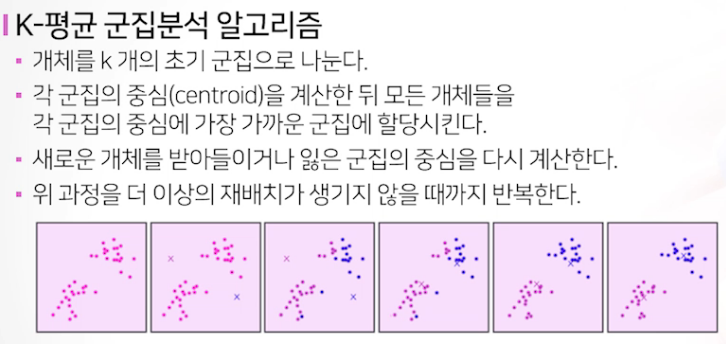 K-평균 군집분석 알고리즘
개체를 k 개의 초기 군집으로 나눈다.
각 군집의 중심(centroid)을 계산한 뒤 모든 개체들을
각 군집의 중심에 가장 가까운 군집에 할당시킨다.
새로운 개체를 받아들이거나 잃은 군집의 중심을 다시 계산한다.
위 과정을 더 이상의 재배치가 생기지 않을 때까지 반복한다.